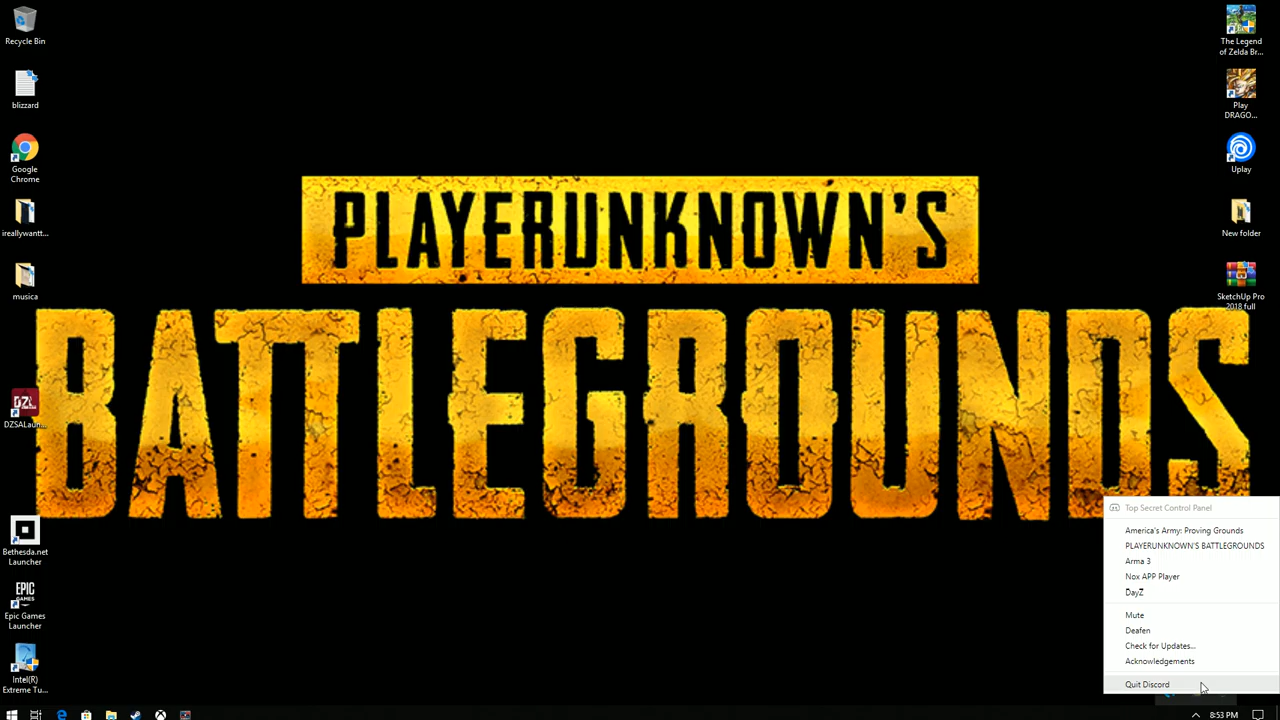 Recycle Bin
blizzard
Google
Chrome
ireallywantt...
musica
DZL
DZSALaun...
Bethesda.net
Launcher
EPIC
GAMES
Epic Games
Launcher
Intel(R)
Extreme Tu...
PLAYERUNKNOWN'S
BATTLEGROUNDS
The Legend
of Zelda Br...
Play
DRAGO...
Uplay
New folder
SketchUp Pro
2018 full
Top Secret Control Panel
America's Army: Proving Grounds
PLAYERUNKNOWN'S BATTLEGROUNDS
Arma 3
Nox APP Player
DayZ
Mute
Deafen
Check for Updates...
Acknowledgements
Quit Discord
8:53 PM